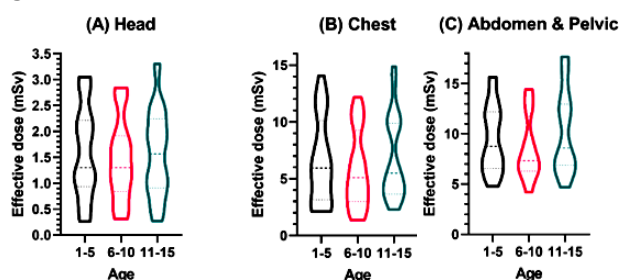 (A) Head
Effective dose (mSv)
3.5
3.0
2.5
2.0
1.5
1.0
0.5
0.0
1-5 6-10 11-15
Age
(B) Chest
Effective dose (mSv)
15
10
5
0
1-5 6-10 11-15
Age
(C) Abdomen & Pelvic
Effective dose (mSv)
15
10
5
0
1-5 6-10 11-15
Age